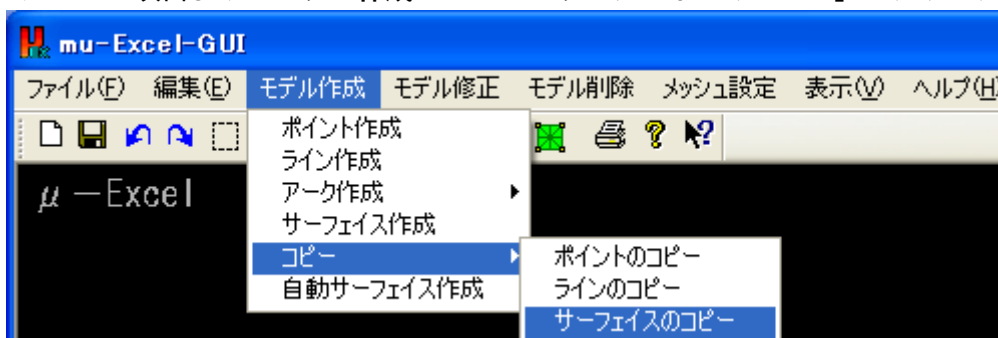 mu-Excel-GUI
ファイル(F) 編集(E) モデル作成 モデル修正 モデル削除 メッシュ設定 表示(V) ヘルプ(H
μ-Excel
ポイント作成
ライン作成
アーク作成
サーフェイス作成
コピー
自動サーフェイス作成
ポイントのコピー
ラインのコピー
サーフェイスのコピー